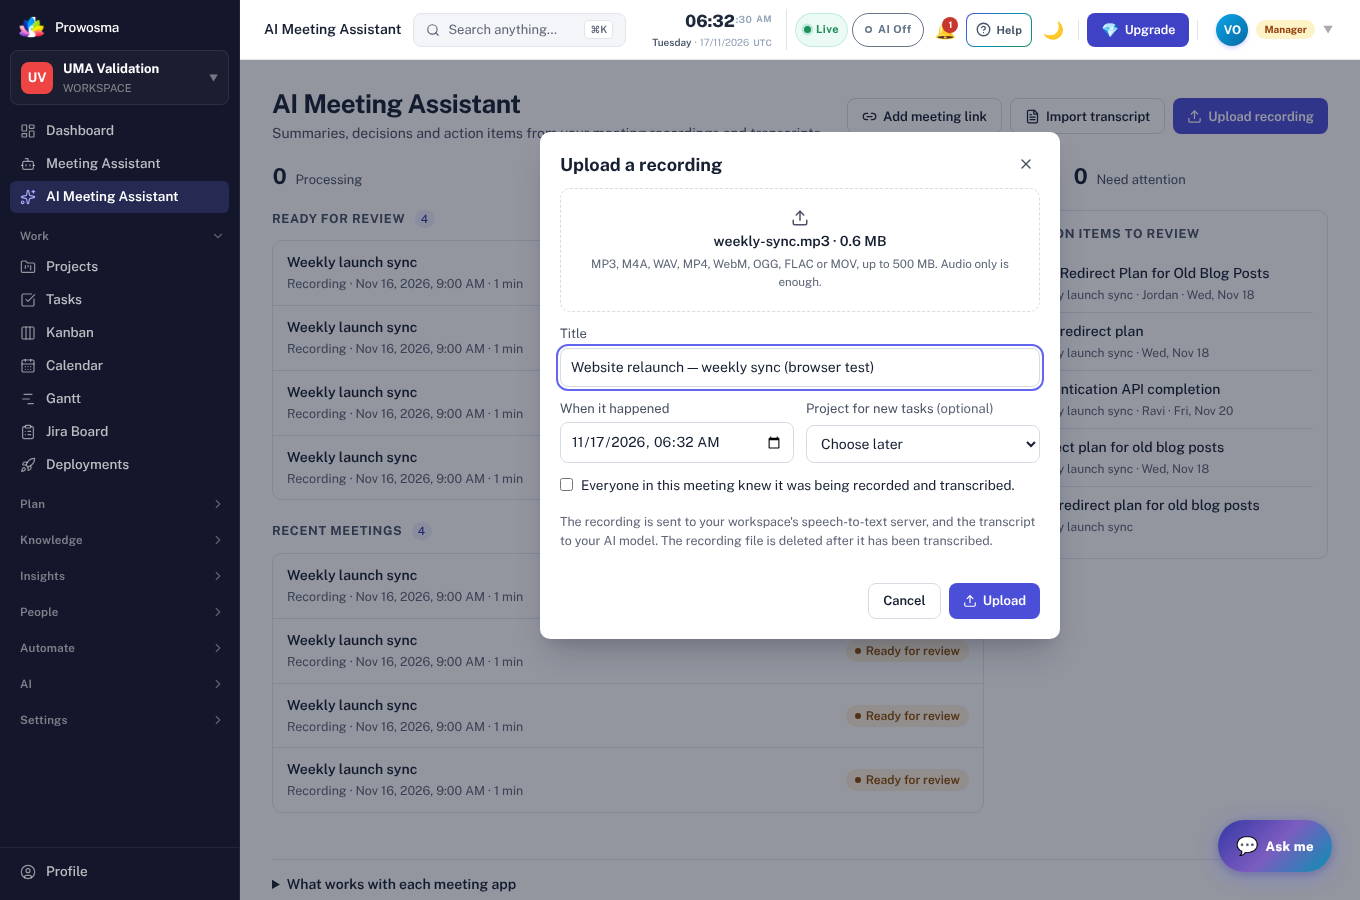 Prowosma
UV
UMA Validation
WORKSPACE
Dashboard
Meeting Assistant
AI Meeting Assistant
Work
Projects
Tasks
Kanban
Calendar
Gantt
Jira Board
Deployments
Plan
Knowledge
Insights
People
Automate
AI
Settings
Profile
AI Meeting Assistant
Search anything...
⌘K
06:32:30 AM
Tuesday · 17/11/2026 UTC
Live
AI Off
1
Help
Upgrade
VO
Manager
AI Meeting Assistant
Summaries, decisions and action items from your meeting recordings and transcripts
Add meeting link
Import transcript
Upload recording
0 Processing
0 Need attention
READY FOR REVIEW 4
Weekly launch sync
Recording · Nov 16, 2026, 9:00 AM · 1 min
Weekly launch sync
Recording · Nov 16, 2026, 9:00 AM · 1 min
Weekly launch sync
Recording · Nov 16, 2026, 9:00 AM · 1 min
Weekly launch sync
Recording · Nov 16, 2026, 9:00 AM · 1 min
RECENT MEETINGS 4
Weekly launch sync
Recording · Nov 16, 2026, 9:00 AM · 1 min
Weekly launch sync
Recording · Nov 16, 2026, 9:00 AM · 1 min
Ready for review
Weekly launch sync
Recording · Nov 16, 2026, 9:00 AM · 1 min
Ready for review
Weekly launch sync
Recording · Nov 16, 2026, 9:00 AM · 1 min
Ready for review
What works with each meeting app
Upload a recording
weekly-sync.mp3 · 0.6 MB
MP3, M4A, WAV, MP4, WebM, OGG, FLAC or MOV, up to 500 MB. Audio only is
enough.
Title
Website relaunch — weekly sync (browser test)
When it happened
11/17/2026, 06:32 AM
Project for new tasks (optional)
Choose later
Everyone in this meeting knew it was being recorded and transcribed.
The recording is sent to your workspace's speech-to-text server, and the transcript
to your AI model. The recording file is deleted after it has been transcribed.
Cancel
Upload
ITEMS TO REVIEW
Redirect Plan for Old Blog Posts
launch sync · Jordan · Wed, Nov 18
redirect plan
launch sync · Wed, Nov 18
API completion
launch sync · Ravi · Fri, Nov 20
plan for old blog posts
launch sync · Wed, Nov 18
redirect plan for old blog posts
launch sync
Ask me